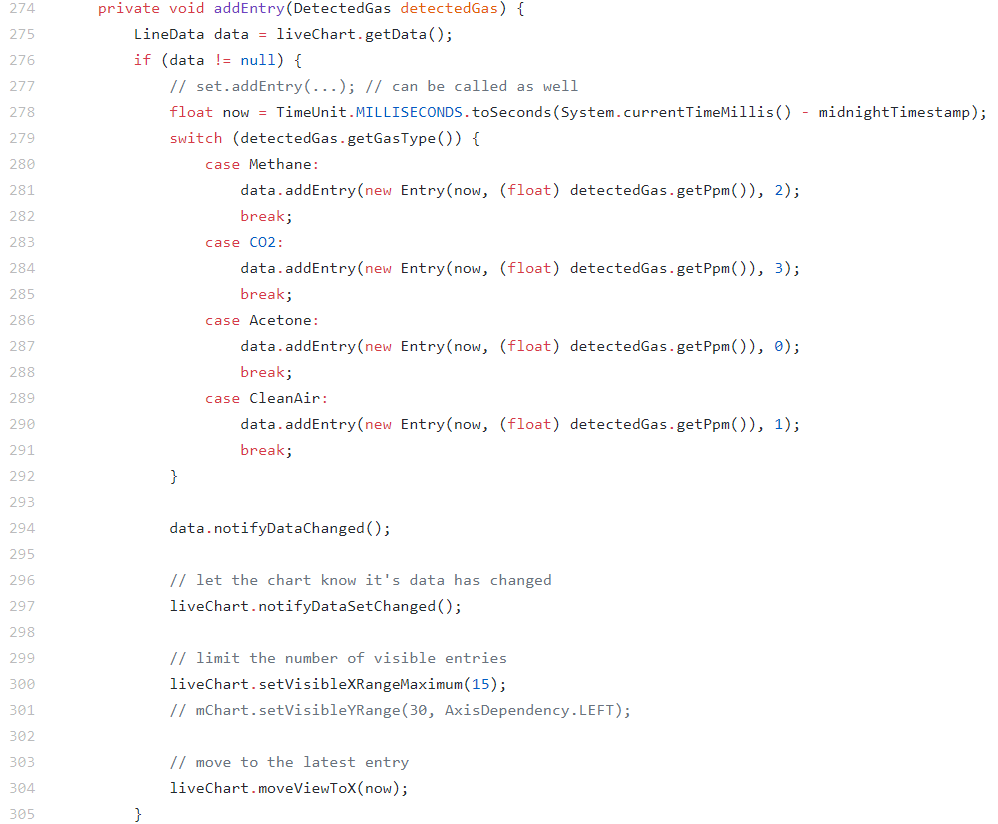 274 private void addEntry(DetectedGas detectedGas) {
275 LineData data = liveChart.getData();
276 if (data != null) {
277 // set.addEntry(...); // can be called as well
278 float now = TimeUnit.MILLISECONDS.toSeconds(System.currentTimeMillis() - midnightTimestamp);
279 switch (detectedGas.getGasType()) {
280 case Methane:
281 data.addEntry(new Entry(now, (float) detectedGas.getPpm()), 2);
282 break;
283 case CO2:
284 data.addEntry(new Entry(now, (float) detectedGas.getPpm()), 3);
285 break;
286 case Acetone:
287 data.addEntry(new Entry(now, (float) detectedGas.getPpm()), 0);
288 break;
289 case CleanAir:
290 data.addEntry(new Entry(now, (float) detectedGas.getPpm()), 1);
291 break;
292 }
293
294 data.notifyDataChanged();
295
296 // let the chart know it's data has changed
297 liveChart.notifyDataSetChanged();
298
299 // limit the number of visible entries
300 liveChart.setVisibleXRangeMaximum(15);
301 // mChart.setVisibleYRange(30, AxisDependency.LEFT);
302
303 // move to the latest entry
304 liveChart.moveViewToX(now);
305 }